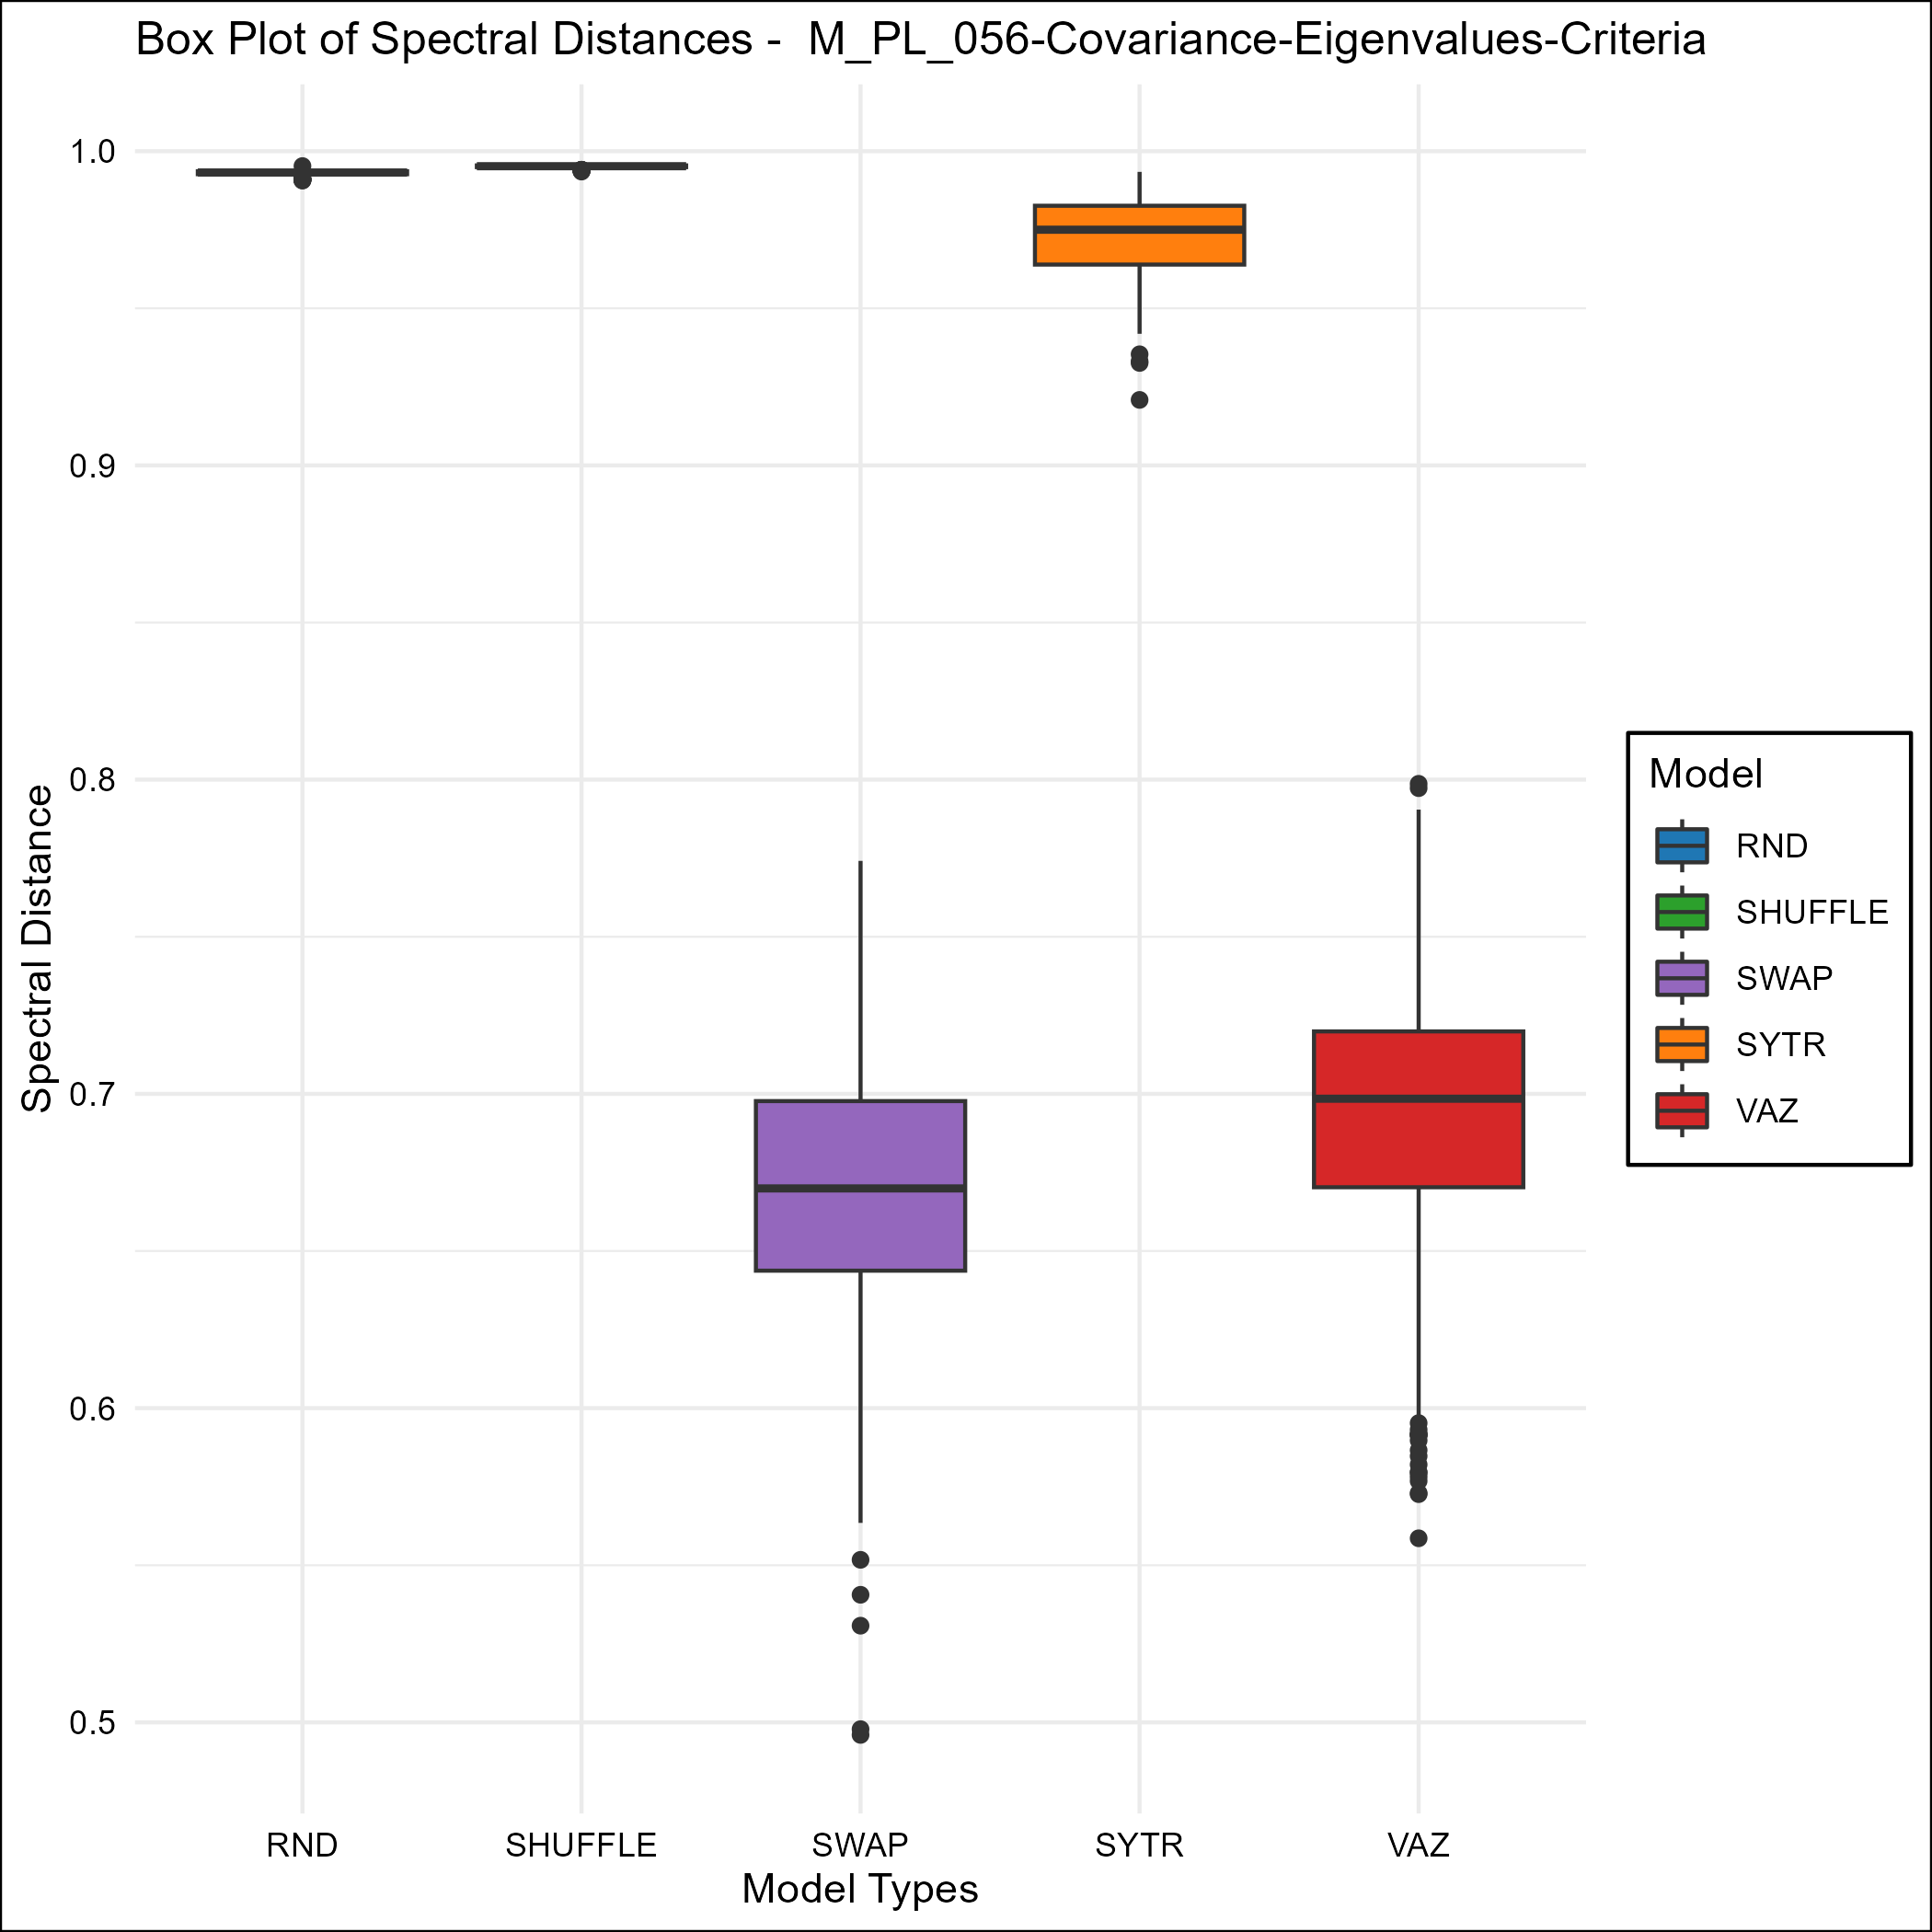 Box Plot of Spectral Distances -  M_PL_056-Covariance-Eigenvalues-Criteria
1.0
0.9
0.8
0.7
0.6
0.5
Spectral Distance
RND
SHUFFLE
SWAP
SYTR
VAZ
Model Types
Model
RND
SHUFFLE
SWAP
SYTR
VAZ